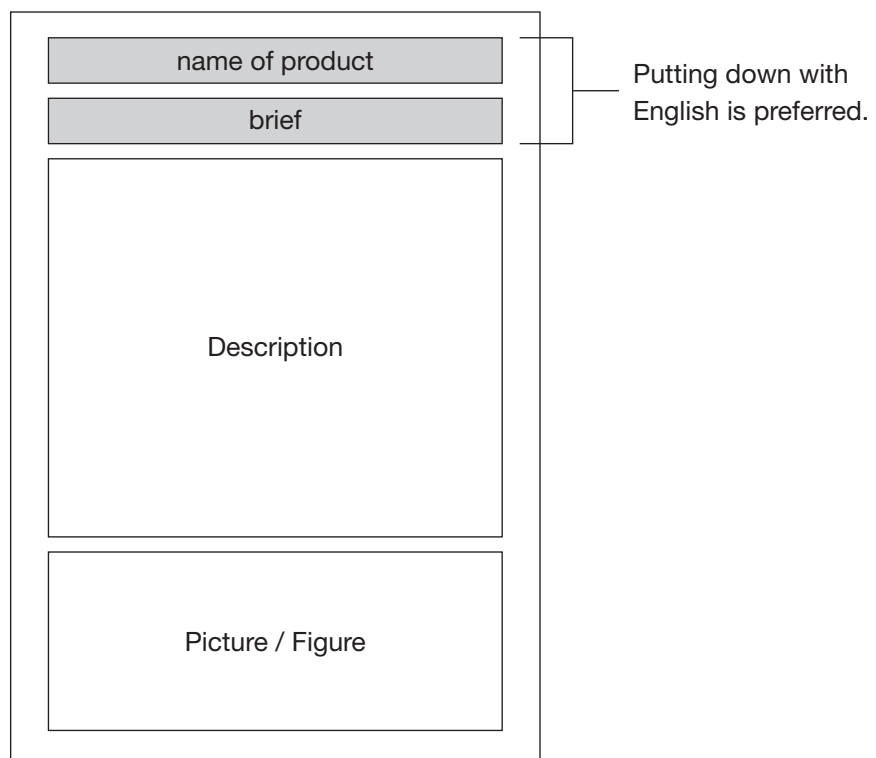 name of product
brief
Putting down with
English is preferred.
Description
Picture / Figure